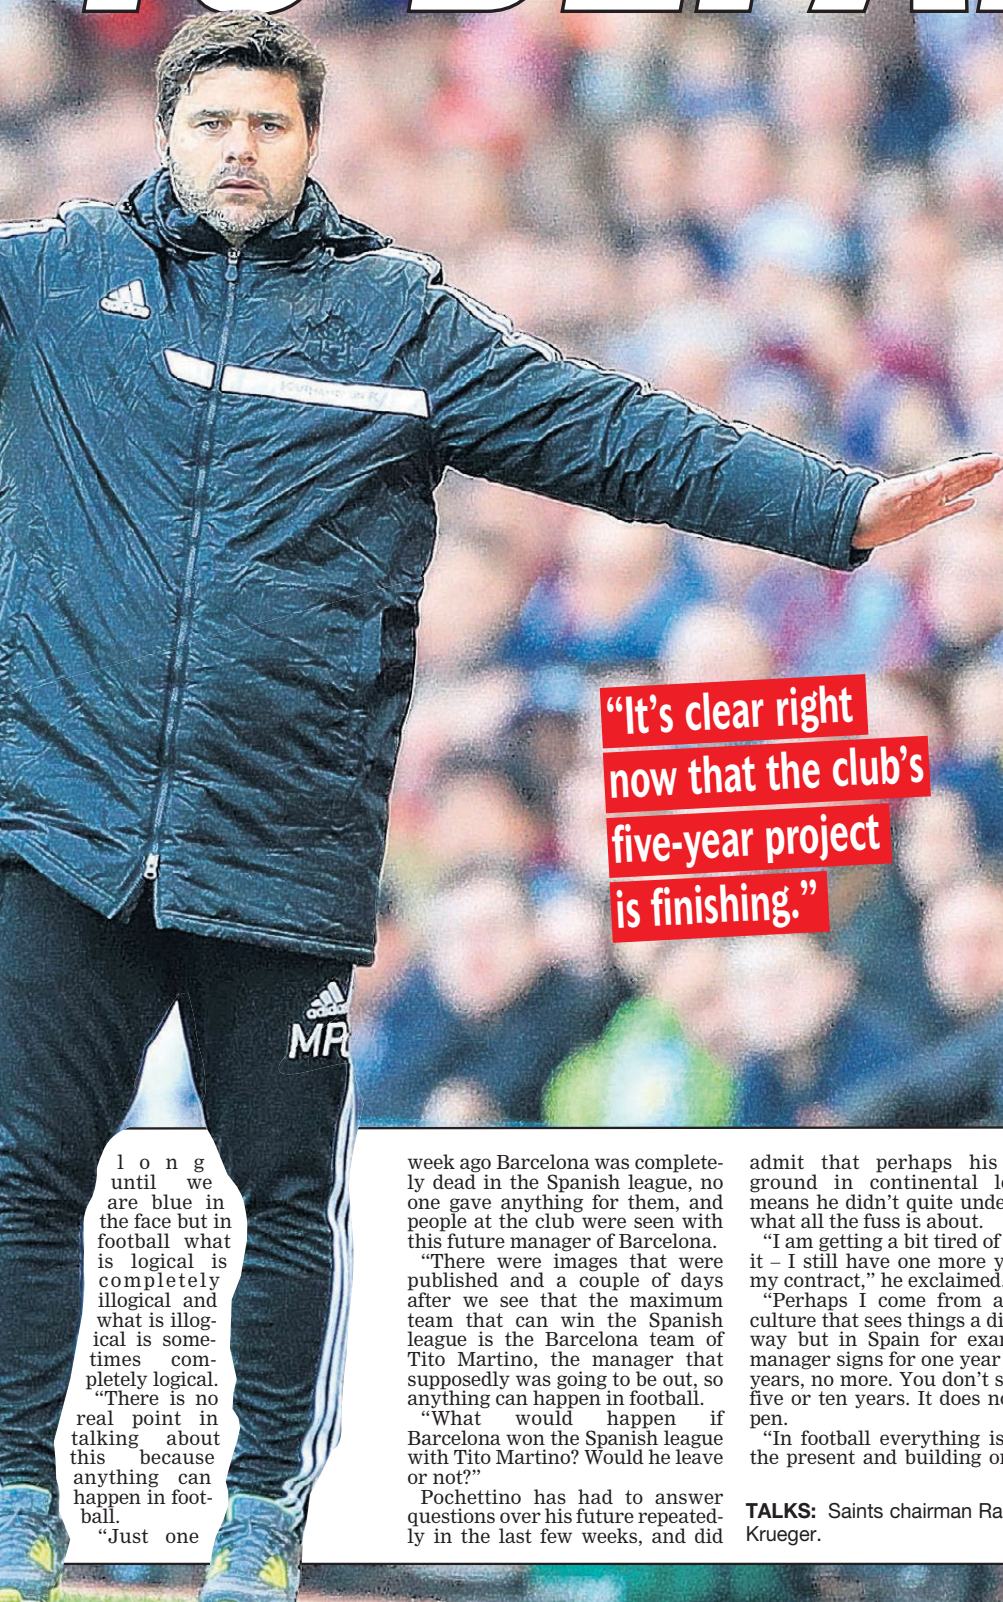 adidas
SOUTHAMPTON FC
“It’s clear right
now that the club’s
five-year project
is finishing.”
adidas
long
until we
are blue in
the face but in
football what
is logical is
completely
illogical and
what is illog-
ical is some-
times com-
pletely logical.
“There is no
real point in
talking about
this because
anything can
happen in foot-
ball.
“Just one
week ago Barcelona was complete-
ly dead in the Spanish league, no
one gave anything for them, and
people at the club were seen with
this future manager of Barcelona.
“There were images that were
published and a couple of days
after we see that the maximum
team that can win the Spanish
league is the Barcelona team of
Tito Martino, the manager that
supposedly was going to be out, so
anything can happen in football.
“What would happen if
Barcelona won the Spanish league
with Tito Martino? Would he leave
or not?”
Pochettino has had to answer
questions over his future repeated-
ly in the last few weeks, and did
admit that perhaps his
ground in continental
means he didn’t quite
what all the fuss is about.
“I am getting a bit tired of
it – I still have one more
my contract,” he exclaimed.
“Perhaps I come from a
culture that sees things a
way but in Spain for
manager signs for one year
years, no more. You don’t
five or ten years. It does
pen.
“In football everything is
the present and building
TALKS: Saints chairman
Krueger.